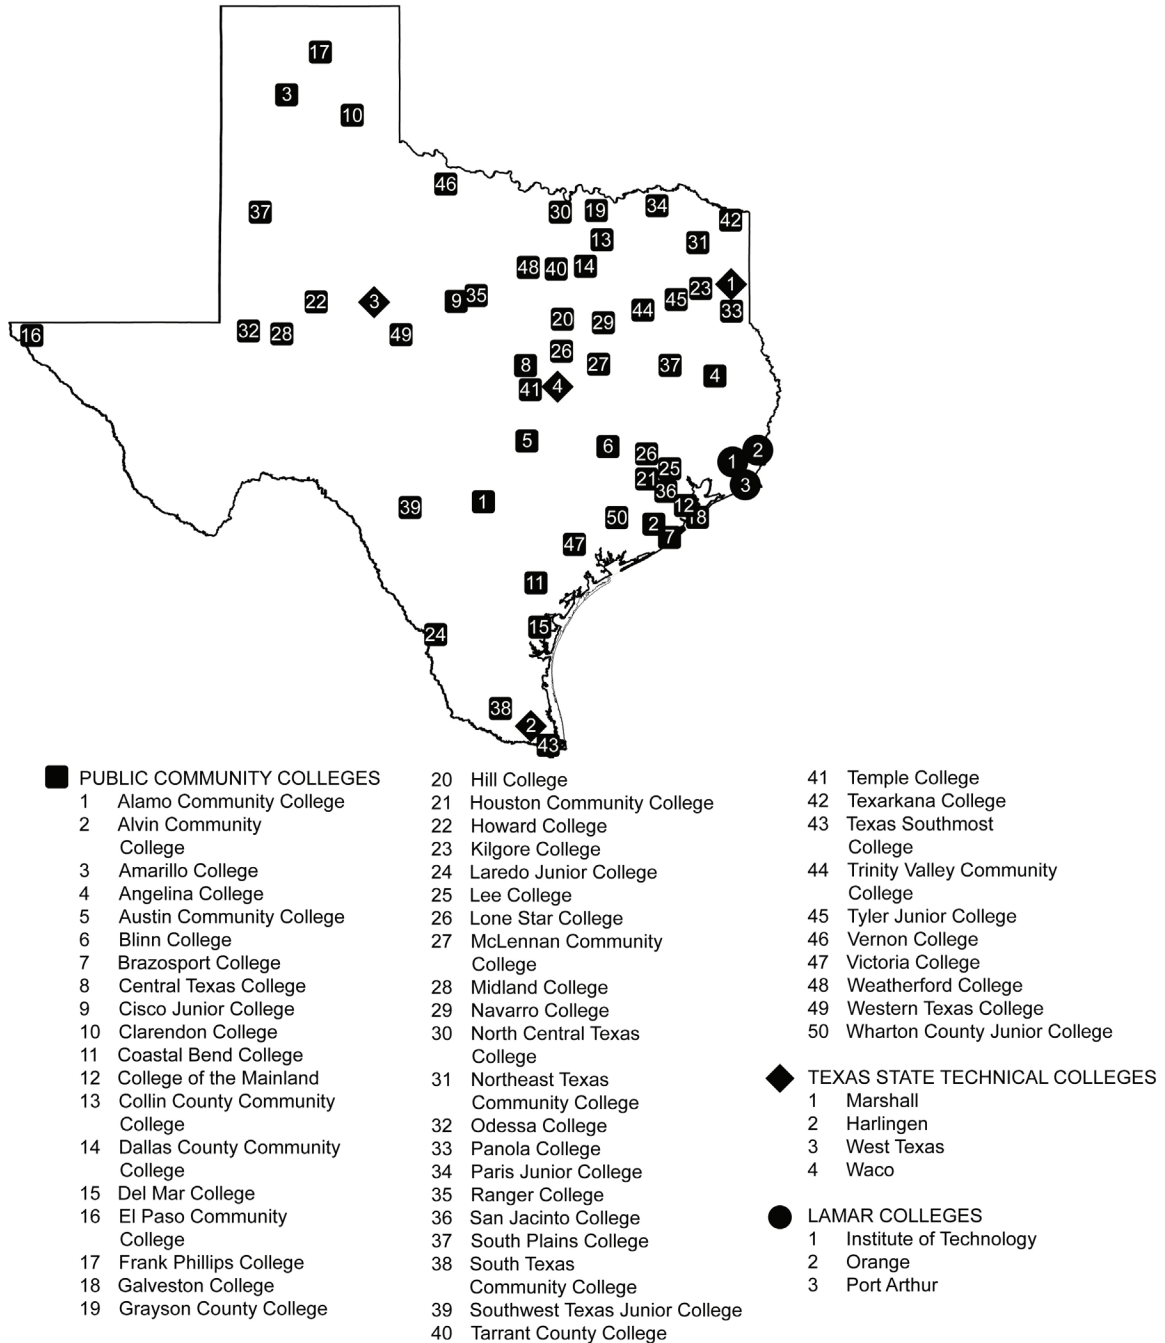 17
3
10
46
37
30
19
34
42
13
31
48
40
14
23
1
9
35
45
22
3
44
33
20
29
16
32
28
49
26
8
27
37
4
41
4
5
6
26
2
25
1
21
3
36
39
1
12
50
18
2
7
47
11
15
24
38
2
43
PUBLIC COMMUNITY COLLEGES
1 Alamo Community College
2 Alvin Community
College
3 Amarillo College
4 Angelina College
5 Austin Community College
6 Blinn College
7 Brazosport College
8 Central Texas College
9 Cisco Junior College
10 Clarendon College
11 Coastal Bend College
12 College of the Mainland
13 Collin County Community
College
14 Dallas County Community
College
15 Del Mar College
16 El Paso Community
College
17 Frank Phillips College
18 Galveston College
19 Grayson County College
20 Hill College
21 Houston Community College
22 Howard College
23 Kilgore College
24 Laredo Junior College
25 Lee College
26 Lone Star College
27 McLennan Community
College
28 Midland College
29 Navarro College
30 North Central Texas
College
31 Northeast Texas
Community College
32 Odessa College
33 Panola College
34 Paris Junior College
35 Ranger College
36 San Jacinto College
37 South Plains College
38 South Texas
Community College
39 Southwest Texas Junior College
40 Tarrant County College
41 Temple College
42 Texarkana College
43 Texas Southmost
College
44 Trinity Valley Community
College
45 Tyler Junior College
46 Vernon College
47 Victoria College
48 Weatherford College
49 Western Texas College
50 Wharton County Junior College
TEXAS STATE TECHNICAL COLLEGES
1 Marshall
2 Harlingen
3 West Texas
4 Waco
LAMAR COLLEGES
1 Institute of Technology
2 Orange
3 Port Arthur